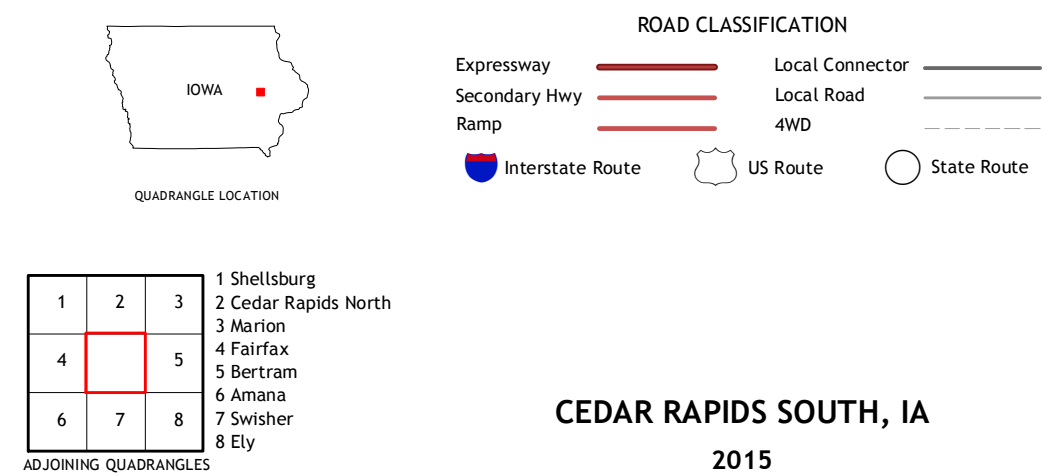 IOWA
QUADRANGLE LOCATION
ROAD CLASSIFICATION
Expressway
Local Connector
Secondary Hwy
Local Road
Ramp
4WD
Interstate Route
US Route
State Route
1 2 3
4 5
6 7 8
1 Shellsburg
2 Cedar Rapids North
3 Marion
4 Fairfax
5 Bertram
6 Amana
7 Swisher
8 Ely
ADJOINING QUADRANGLES
CEDAR RAPIDS SOUTH, IA
2015